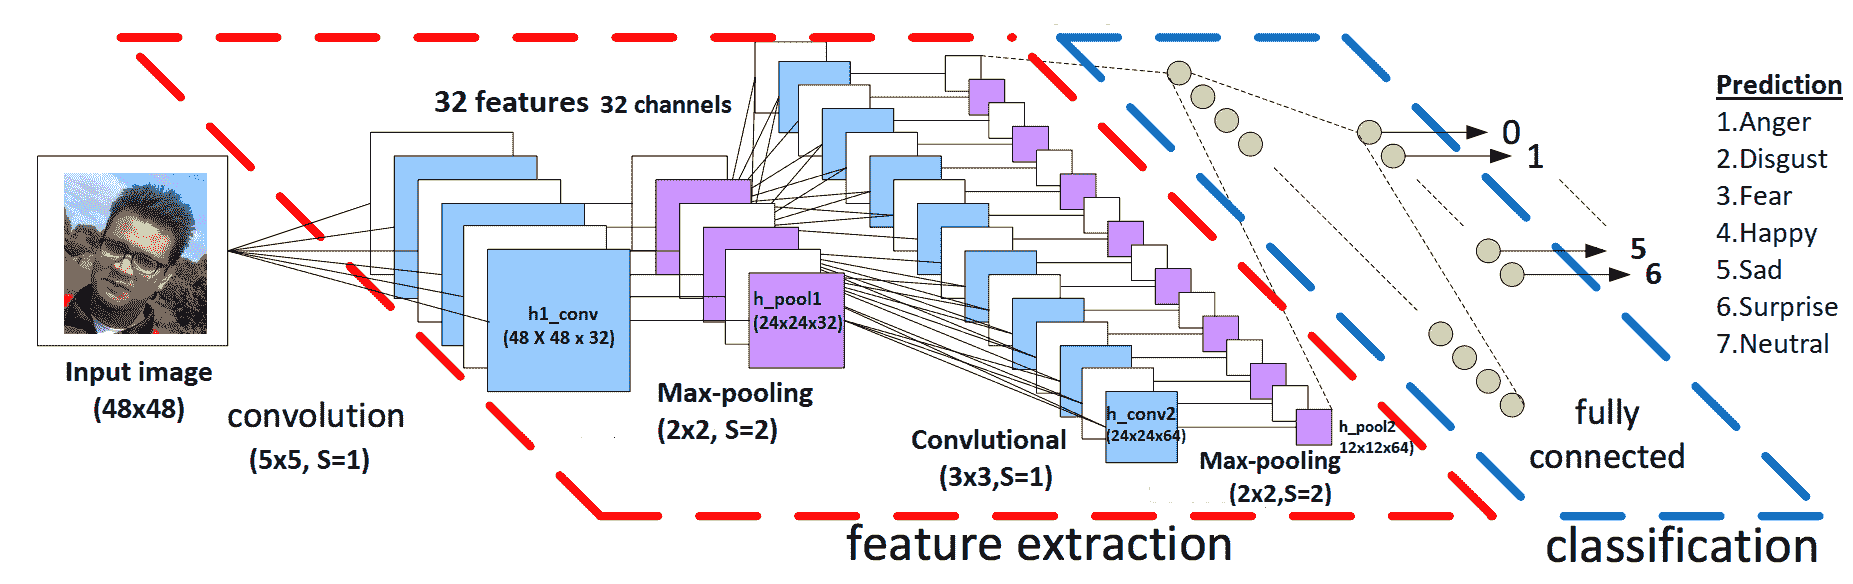 Input image
(48x48)
convolution
(5x5, S=1)
32 features 32 channels
h1_conv
(48 X 48 x 32)
h_pool1
(24x24x32)
Max-pooling
(2x2, S=2)
Convlutional
(3x3,S=1)
h_conv2
(24x24x64)
Max-pooling
(2x2,S=2)
h_pool2
12x12x64)
feature extraction
0
1
5
6
fully
connected
classification
Prediction
1.Anger
2.Disgust
3.Fear
4.Happy
5.Sad
6.Surprise
7.Neutral